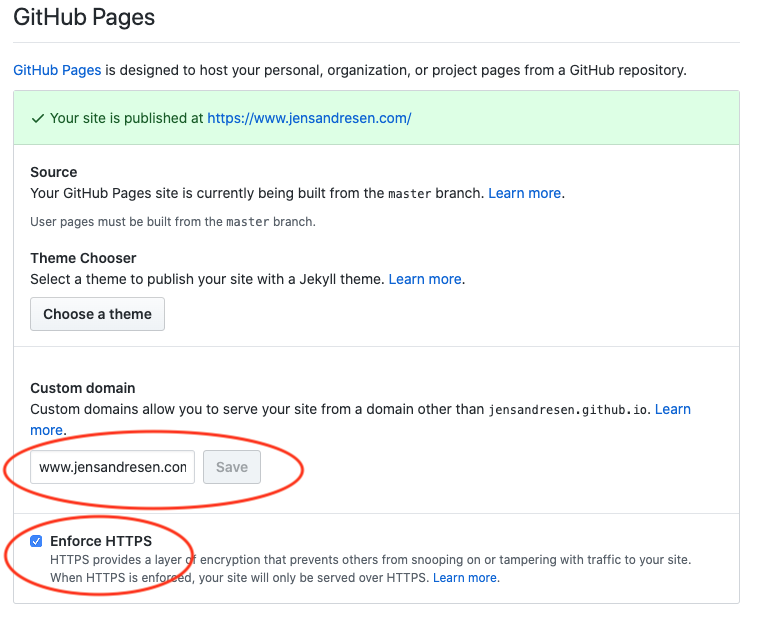 GitHub Pages
GitHub Pages is designed to host your personal, organization, or project pages from a GitHub repository.
Your site is published at https://www.jensandresen.com/
Source
Your GitHub Pages site is currently being built from the master branch. Learn more.
User pages must be built from the master branch.
Theme Chooser
Select a theme to publish your site with a Jekyll theme. Learn more.
Choose a theme
Custom domain
Custom domains allow you to serve your site from a domain other than jensandresen.github.io. Learn
more.
www.jensandresen.con Save
Enforce HTTPS
HTTPS provides a layer of encryption that prevents others from snooping on or tampering with traffic to your site.
When HTTPS is enforced, your site will only be served over HTTPS. Learn more.